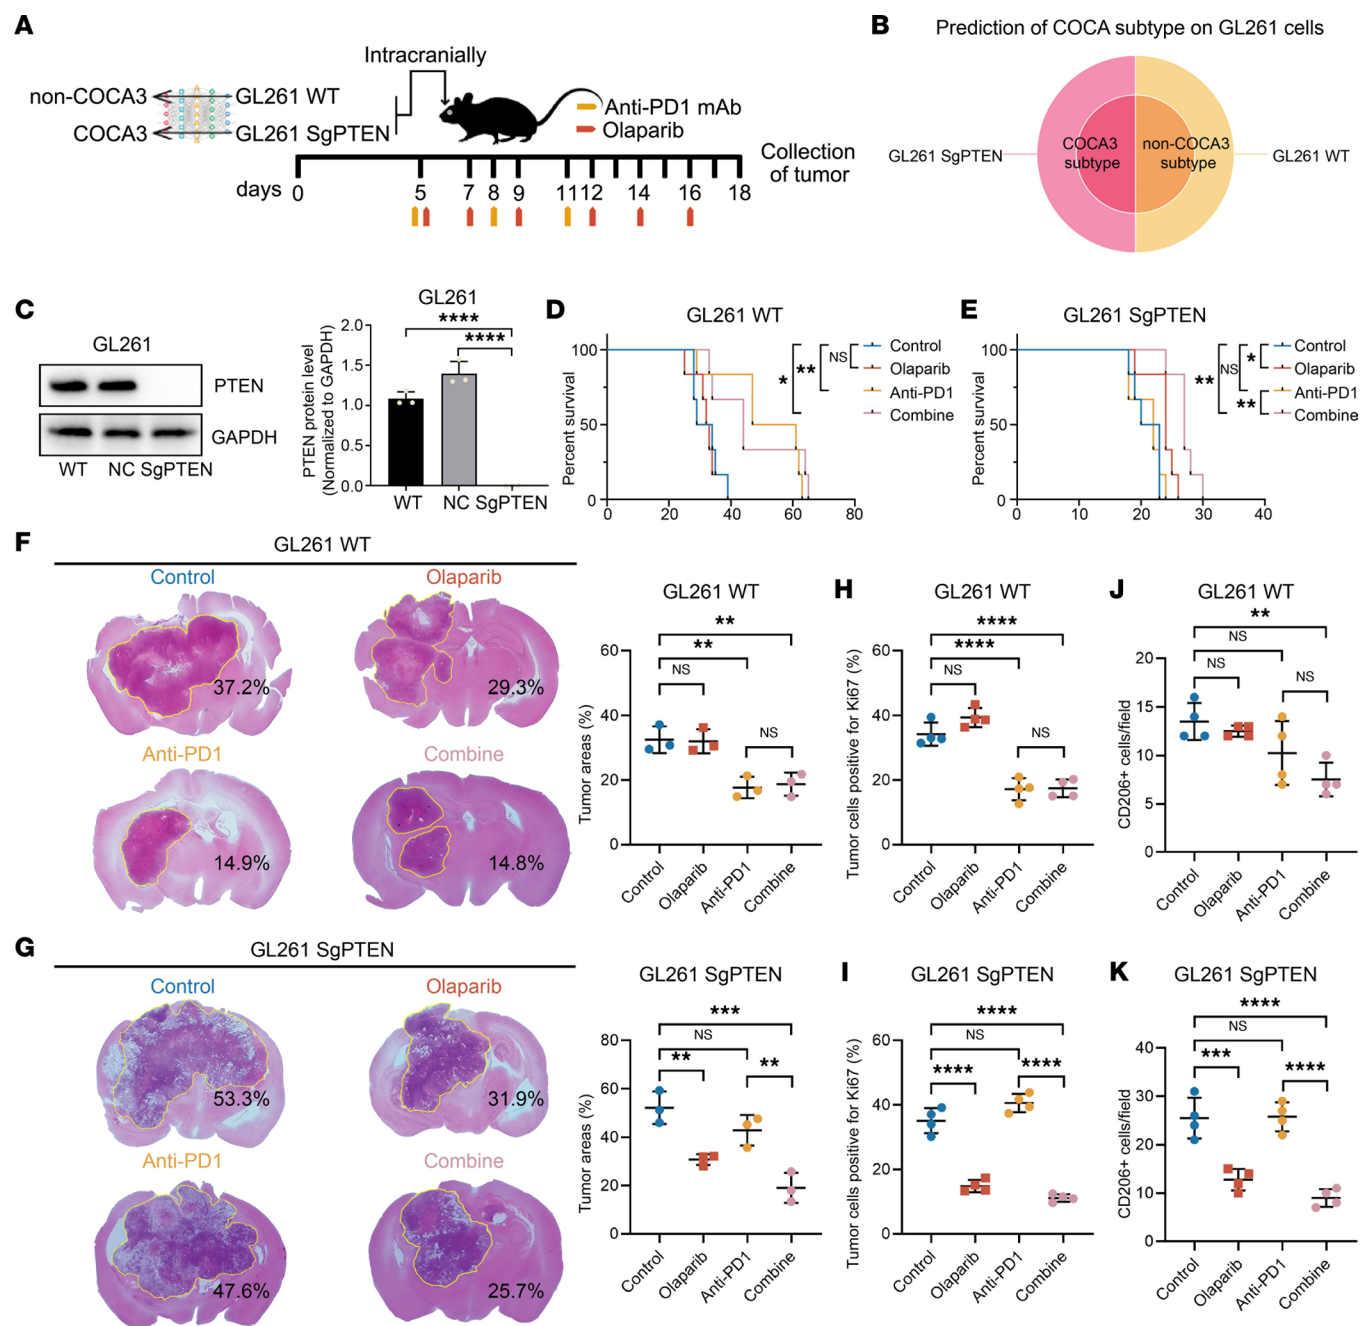 A
Intracranially
non-COCA3
GL261 WT
COCA3
GL261 SgPTEN
Anti-PD1 mAb
Olaparib
Collection
of tumor
days
0 5 7 8 9 11 12 14 16 18
B
Prediction of COCA subtype on GL261 cells
GL261 SgPTEN
COCA3
subtype
non-COCA3
subtype
GL261 WT
C
GL261
PTEN
GAPDH
WT NC SgPTEN
GL261
****
****
PTEN protein level
(Normalized to GAPDH)
2.0
1.5
1.0
0.5
0.0
WT NC SgPTEN
D
GL261 WT
Percent survival
100
50
0
0 20 40 60 80
* ** NS
Control
Olaparib
Anti-PD1
Combine
E
GL261 SgPTEN
Percent survival
100
50
0
0 10 20 30 40
** NS *
**
Control
Olaparib
Anti-PD1
Combine
F
GL261 WT
Control
37.2%
Olaparib
29.3%
Anti-PD1
14.9%
Combine
14.8%
GL261 WT
Tumor areas (%)
60
40
20
0
**
**
NS
NS
Control
Olaparib
Anti-PD1
Combine
H
GL261 WT
Tumor cells positive for Ki67 (%)
60
40
20
0
****
****
NS
NS
Control
Olaparib
Anti-PD1
Combine
J
GL261 WT
CD206+ cells/field
20
15
10
5
0
**
NS
NS
NS
Control
Olaparib
Anti-PD1
Combine
G
GL261 SgPTEN
Control
53.3%
Olaparib
31.9%
Anti-PD1
47.6%
Combine
25.7%
GL261 SgPTEN
Tumor areas (%)
80
60
40
20
0
***
NS
**
**
Control
Olaparib
Anti-PD1
Combine
I
GL261 SgPTEN
Tumor cells positive for Ki67 (%)
60
40
20
0
****
NS
****
****
Control
Olaparib
Anti-PD1
Combine
K
GL261 SgPTEN
CD206+ cells/field
40
30
20
10
0
****
NS
***
****
Control
Olaparib
Anti-PD1
Combine